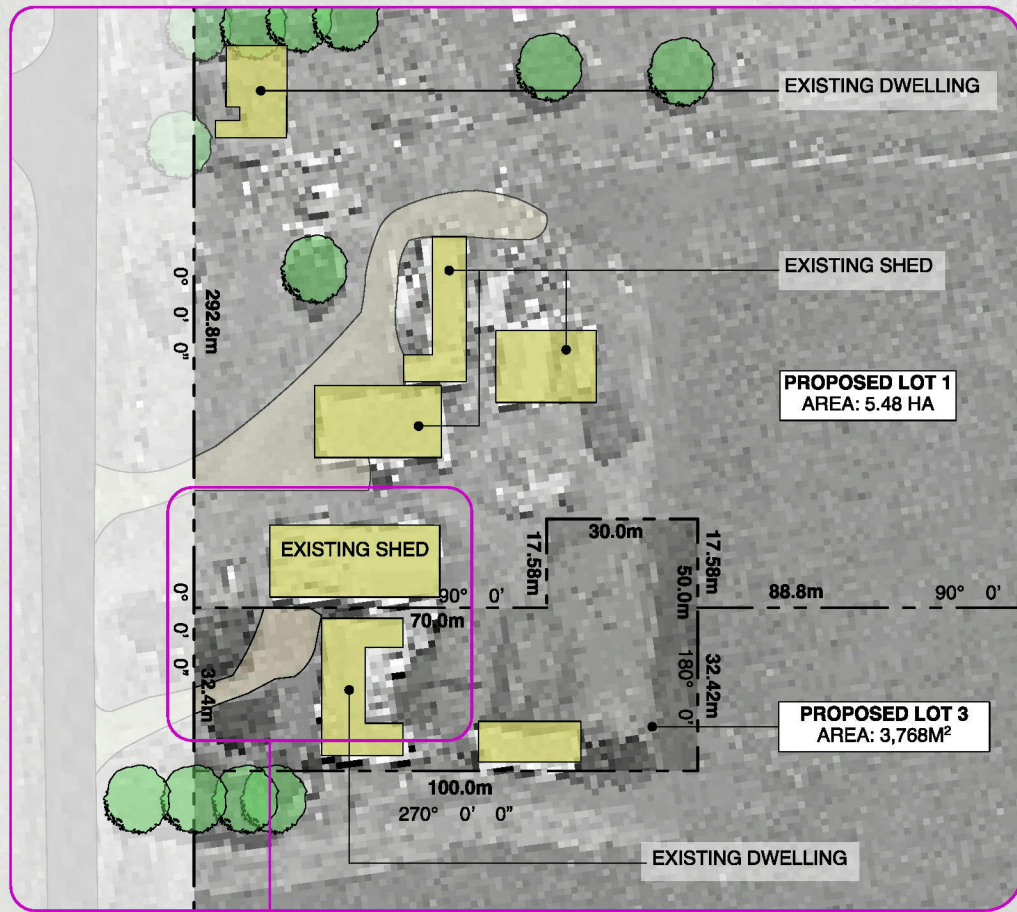 EXISTING DWELLING
EXISTING SHED
0° 0' 0"
292.8m
PROPOSED LOT 1
AREA: 5.48 HA
EXISTING SHED
17.58m
30.0m
17.58m
50.0m
88.8m
90° 0'
90° 0'
70.0m
0° 0' 0"
32.4m
180° 0'
32.42m
PROPOSED LOT 3
AREA: 3,768M²
100.0m
270° 0' 0"
EXISTING DWELLING